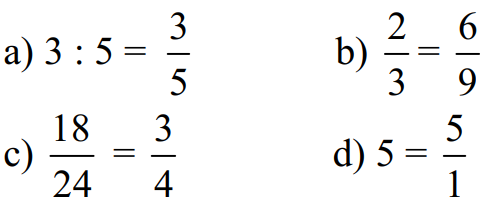 a) 3 : 5 = 3/5 b) 2/3 = 6/9
c) 18/24 = 3/4 d) 5 = 5/1